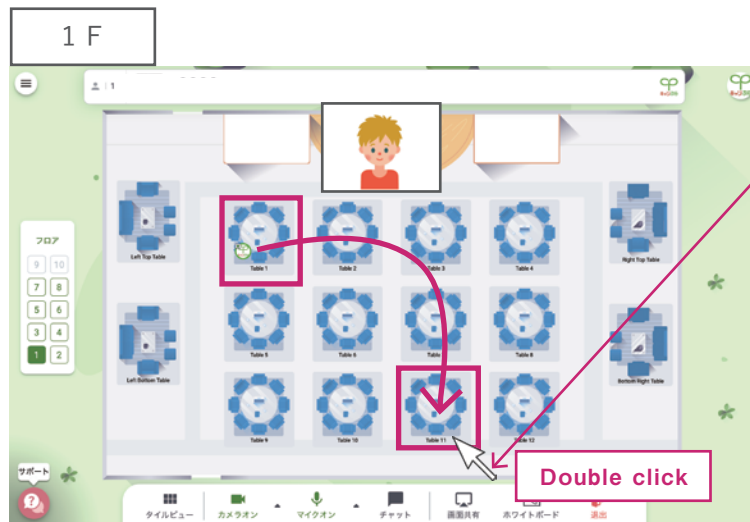 1 F
1
フロア
9 10
7 8
5 6
3 4
1 2
Left Top Table
Table 1
Table 2
Table 3
Table 4
Right Top Table
Table 5
Table 6
Table
Table 8
Left Bottom Table
Bottom Right Table
Table 9
Table 10
Table 11
Table 12
Double click
サポート
タイルビュー
カメラオン
マイクオン
チャット
画面共有
ホワイトボード
退出